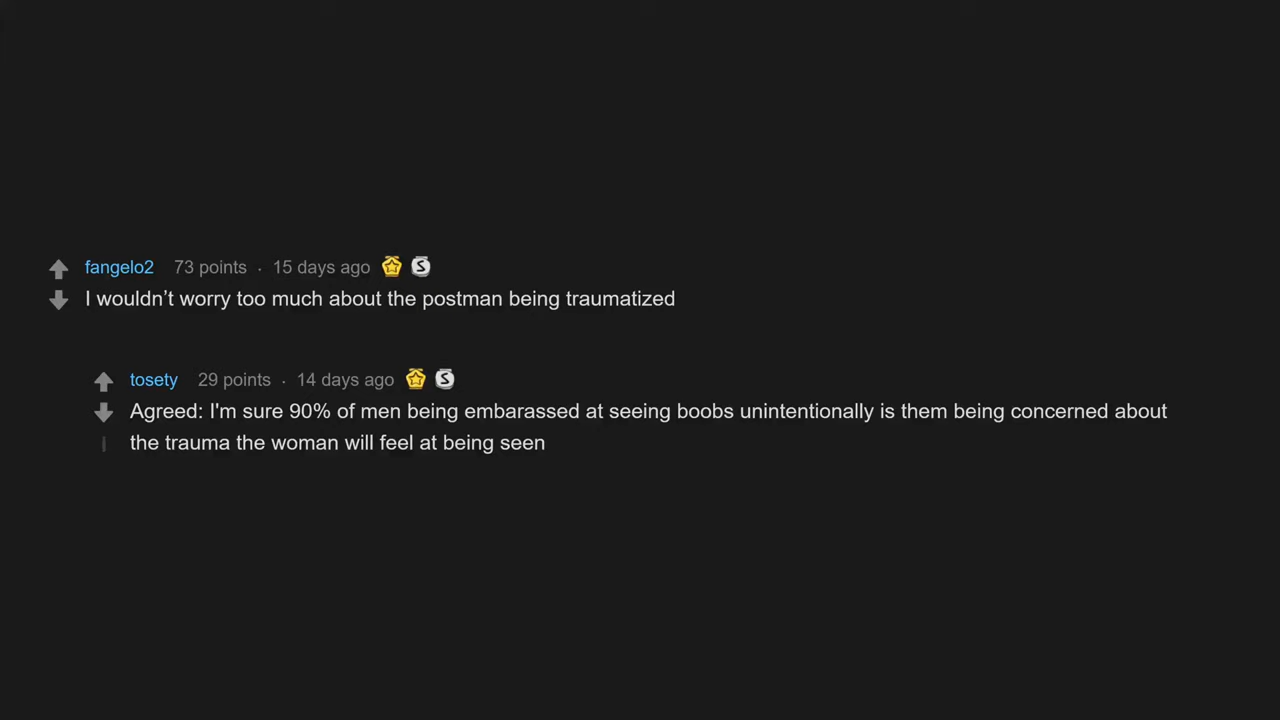 fangelo2 73 points · 15 days ago
I wouldn’t worry too much about the postman being traumatized
tosety 29 points · 14 days ago
Agreed: I'm sure 90% of men being embarassed at seeing boobs unintentionally is them being concerned about
the trauma the woman will feel at being seen